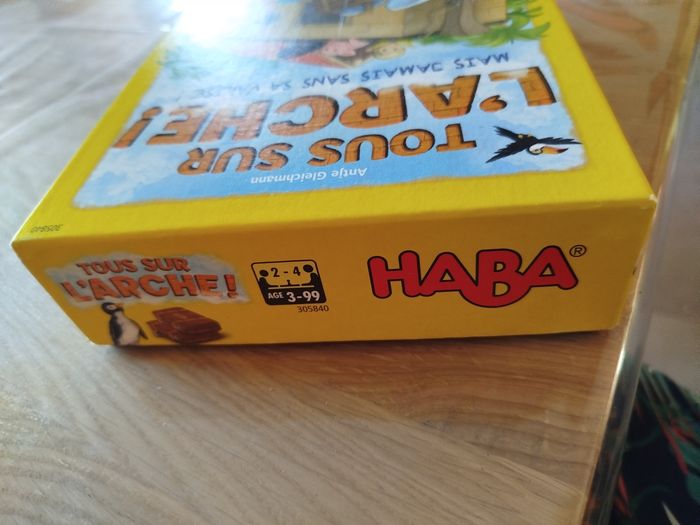 TOUS SUR
L'ARCHE!
MAIS JAMAIS SANS SA VALISE!
Antje Gleichmann
305840
TOUS SUR
L'ARCHE!
2-4
AGE 3-99
305840
HABA®